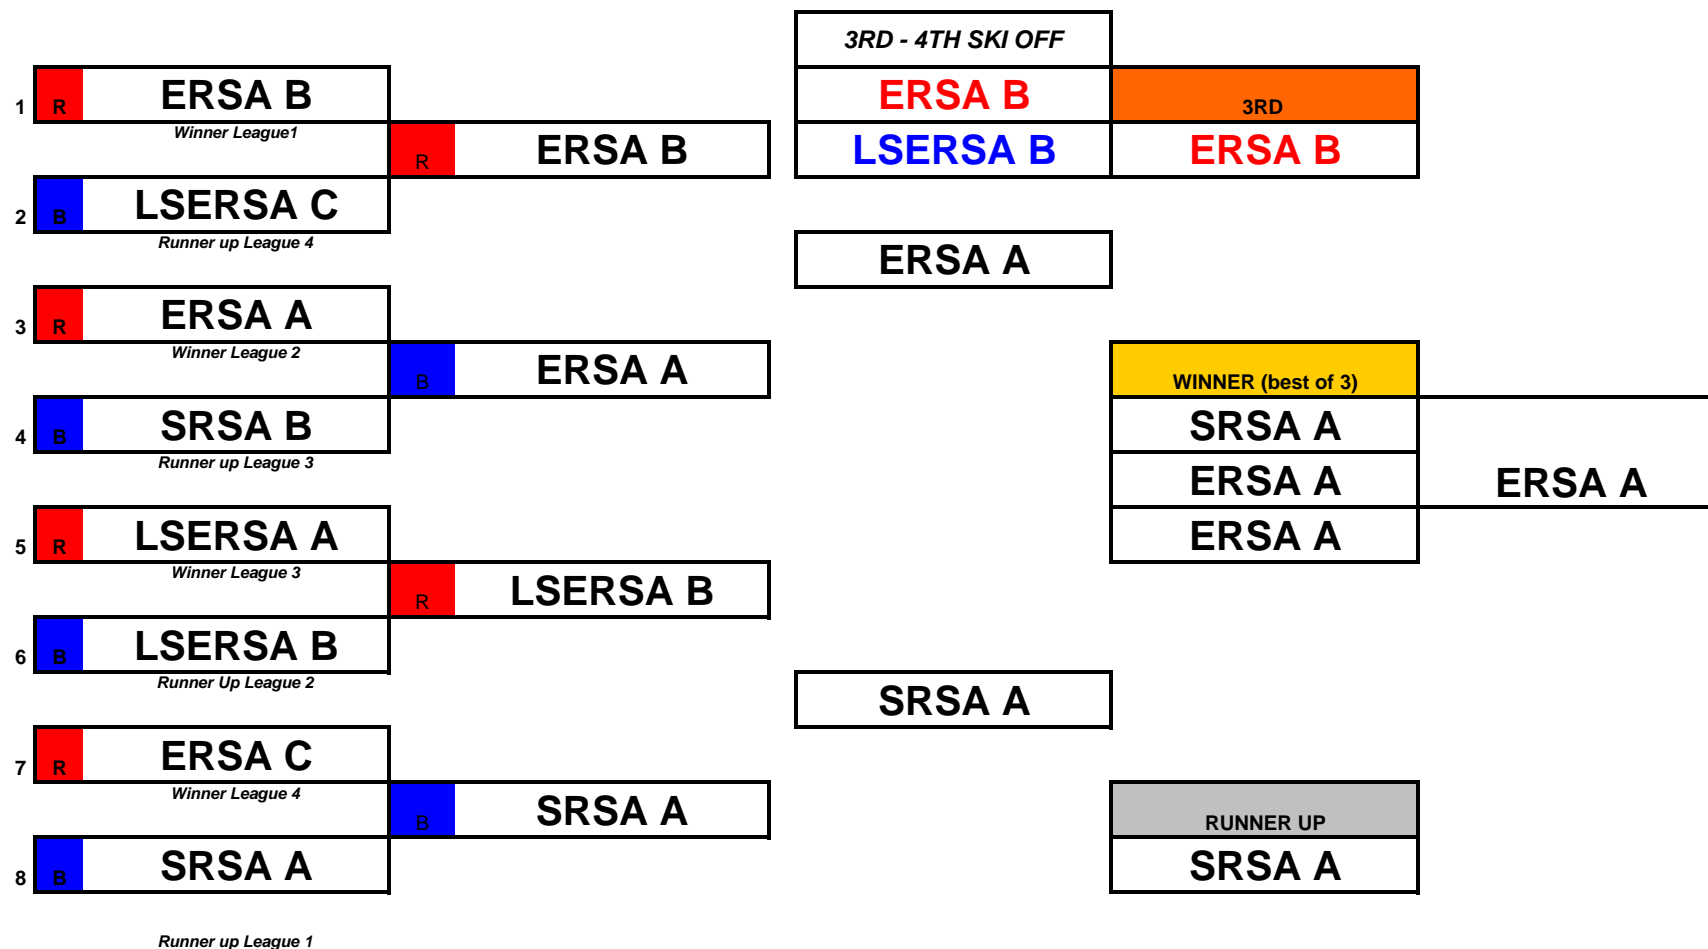 3RD - 4TH SKI OFF
1 R ERSA B ERSA B 3RD
Winner League1
R ERSA B LSERSA B ERSA B
2 B LSERSA C
Runner up League 4
ERSA A
3 R ERSA A
Winner League 2
B ERSA A WINNER (best of 3)
4 B SRSA B SRSA A
Runner up League 3
ERSA A ERSA A
5 R LSERSA A ERSA A
Winner League 3
R LSERSA B
6 B LSERSA B
Runner Up League 2
SRSA A
7 R ERSA C
Winner League 4
B SRSA A RUNNER UP
8 B SRSA A SRSA A
Runner up League 1